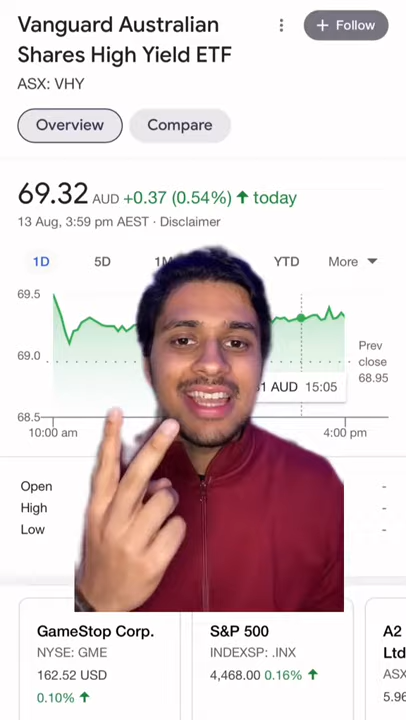 Vanguard Australian
Shares High Yield ETF
+ Follow
ASX: VHY
Overview
Compare
69.32 AUD +0.37 (0.54%) ↑ today
13 Aug, 3:59 pm AEST · Disclaimer
1D
5D
YTD
More
69.5
69.0
68.5
Prev
close
68.95
1 AUD 15:05
10:00 am
4:00 pm
Open -
High -
Low -
GameStop Corp.
NYSE: GME
162.52 USD
0.10% ↑
S&P 500
INDEXSP: .INX
4,468.00 0.16% ↑
A2
Ltd
ASX
5.96